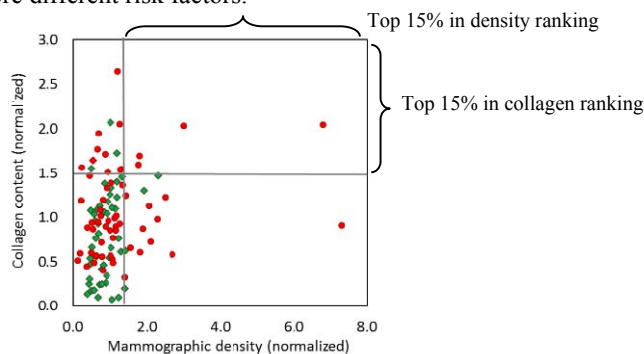 ere different risk factors.
Top 15% in density ranking
3.0
2.5
Top 15% in collagen ranking
2.0
1.5
1.0
0.5
0.0
Collagen content (normalized)
0.0 2.0 4.0 6.0 8.0
Mammographic density (normalized)